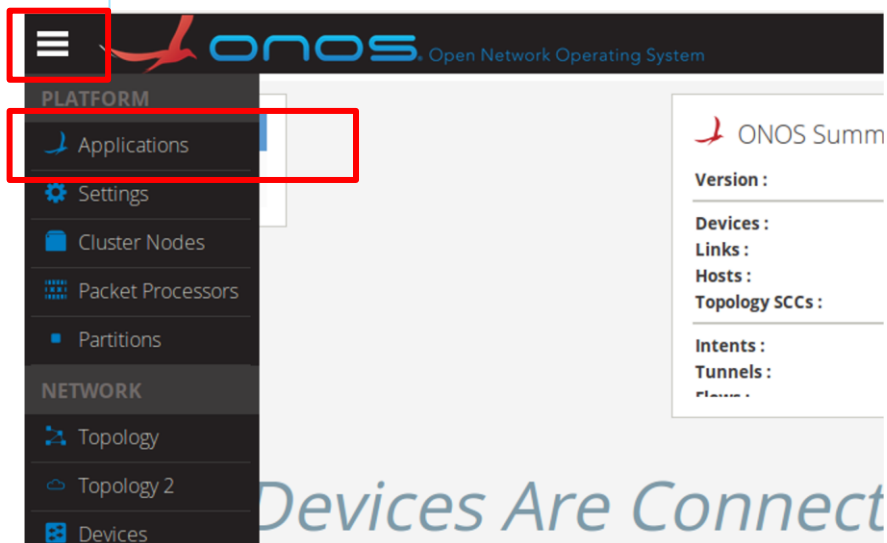 onos. Open Network Operating System
PLATFORM
Applications
Settings
Cluster Nodes
Packet Processors
Partitions
NETWORK
Topology
Topology 2
Devices
ONOS Summ
Version :
Devices :
Links :
Hosts :
Topology SCCs :
Intents :
Tunnels :
Flows :
Devices Are Connect